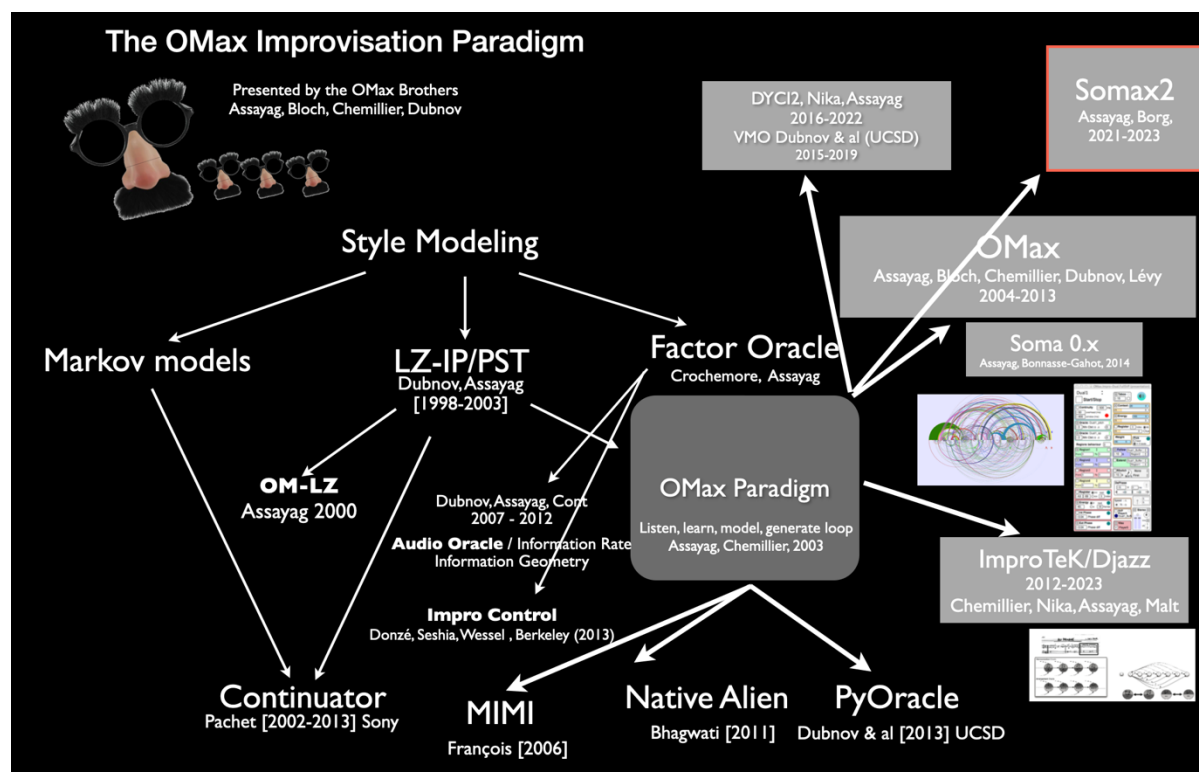 The OMax Improvisation Paradigm
Presented by the OMax Brothers
Assayag, Bloch, Chemillier, Dubnov
DYCI2, Nika, Assayag
2016-2022
VMO Dubnov & al (UCSD)
2015-2019
Somax2
Assayag, Borg,
2021-2023
Style Modeling
OMax
Assayag, Bloch, Chemillier, Dubnov, Lévy
2004-2013
Markov models
LZ-IP/PST
Dubnov, Assayag
[1998-2003]
Factor Oracle
Crochemore, Assayag
Soma 0.x
Assayag, Bonnasse-Gahot, 2014
OM-LZ
Assayag 2000
Dubnov, Assayag, Cont
2007 - 2012
Audio Oracle / Information Rate
Information Geometry
OMax Paradigm
Listen, learn, model, generate loop
Assayag, Chemillier, 2003
ImproTeK/Djazz
2012-2023
Chemillier, Nika, Assayag, Malt
Impro Control
Donzé, Seshia, Wessel , Berkeley (2013)
Continuator
Pachet [2002-2013] Sony
MIMI
François [2006]
Native Alien
Bhagwati [2011]
PyOracle
Dubnov & al [2013] UCSD